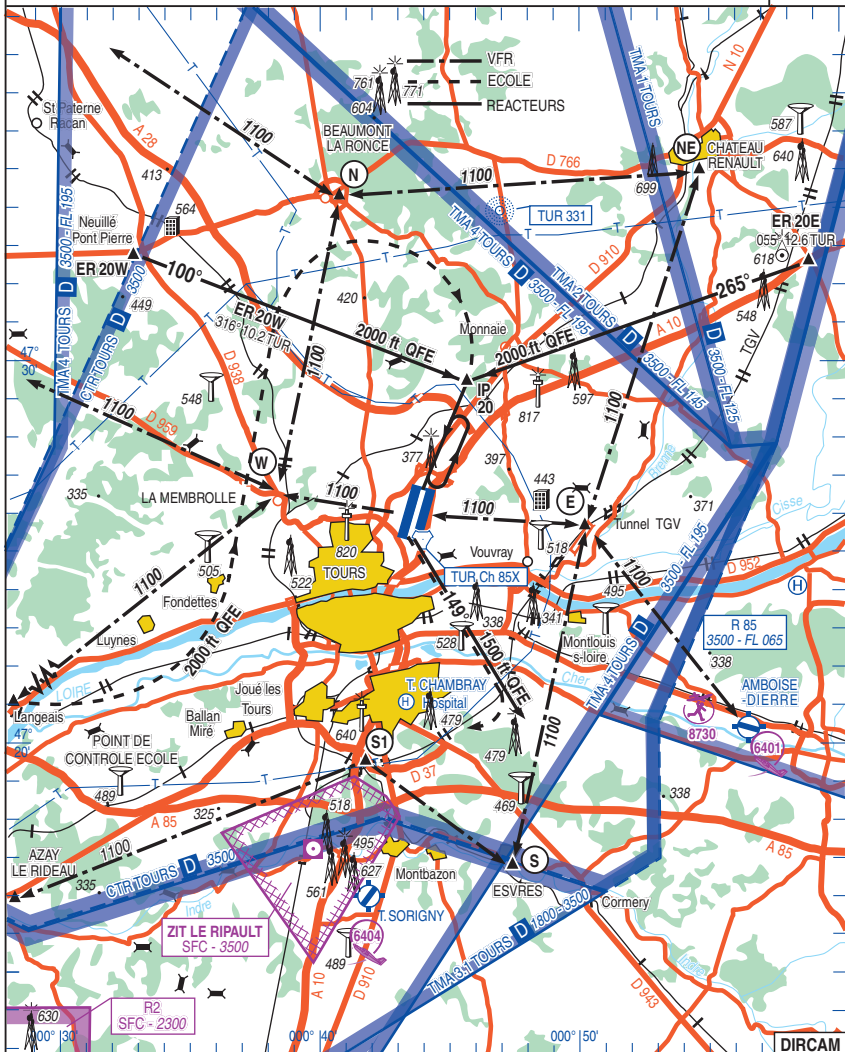 VFR
ECOLE
REACTEURS
761
771
604
BEAUMONT
LA RONCE
TMA 1 TOURS
N 10
587
640
St Paterne
Racan
A 28
1100
413
N
D 766
NE
CHATEAU
RENAULT
699
1100
TUR 331
Neuillé
Pont Pierre
564
ER 20W
449
100°
ER 20W
316° 10.2 TUR
420
2000 ft QFE
Monnaie
2000 ft QFE
265°
ER 20E
055° 12.6 TUR
618
548
TGV
D 910
A 10
TMA 4 TOURS D 3500 - FL 195
TMA 2 TOURS D 3500 - FL 145
D 3500 - FL 125
TMA 4 TOURS D 3500 - FL 195
CTR TOURS D 3500
47°
30'
1100
D 938
548
D 959
1100
IP
20
817
597
1100
377
397
443
W
335
LA MEMBROLLE
1100
1100
E
518
Tunnel TGV
371
Brenne
Cisse
820
TOURS
522
505
Vouvray
TUR Ch 85X
D 952
Fondettes
1100
Luynes
2000 ft QFE
149°
1500 ft QFE
338
341
528
Montlouis
s-loire
495
1100
TMA 4 TOURS D 3500 - FL 195
R 85
3500 - FL 065
338
H
LOIRE
Langeais
47°
20'
Joué les
Tours
Ballan
Miré
T. CHAMBRAY
H
Hospital
479
640
S1
479
1100
Cher
AMBOISE
-DIERRE
8730
6401
POINT DE
CONTROLE ECOLE
489
325
A 85
1100
D 37
469
338
A 85
518
495
627
561
AZAY
LE RIDEAU
335
CTR TOURS D 3500
Indre
Montbazon
S
ESVRES
Cormery
T. SORIGNY
ZIT LE RIPAULT
SFC - 3500
6404
489
TMA 3.1 TOURS D 1800 - 3500
Indre
A 10
D 910
D 943
R2
SFC - 2300
630
000° 30'
000° 40'
000° 50'
DIRCAM